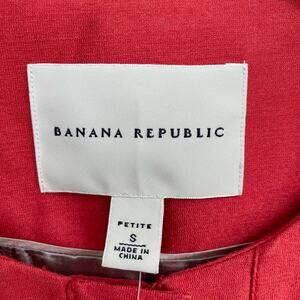 BANANA REPUBLIC
PETITE
S
MADE IN
CHINA